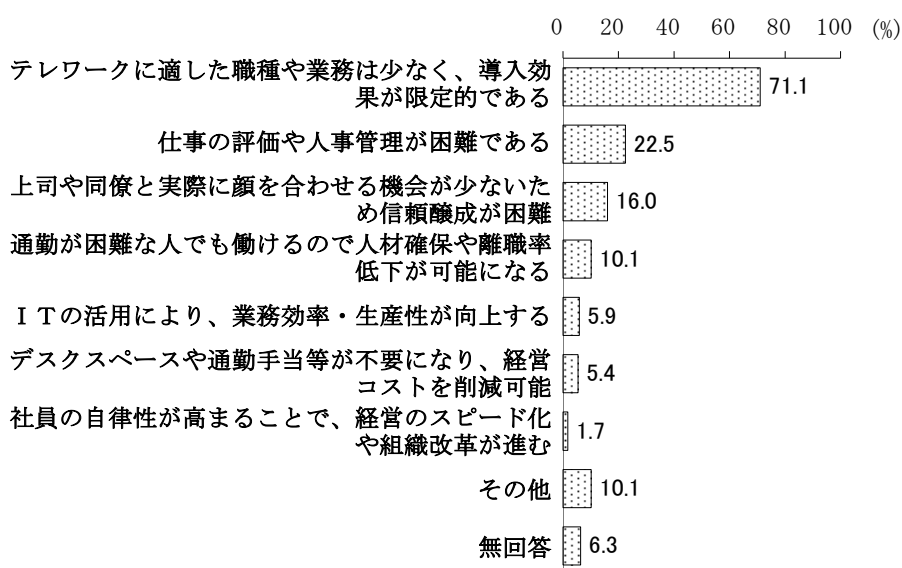 0 20 40 60 80 100 (%)
テレワークに適した職種や業務は少なく、導入効
果が限定的である
71.1
仕事の評価や人事管理が困難である
22.5
上司や同僚と実際に顔を合わせる機会が少ないた
め信頼醸成が困難
16.0
通勤が困難な人でも働けるので人材確保や離職率
低下が可能になる
10.1
ＩＴの活用により、業務効率・生産性が向上する
5.9
デスクスペースや通勤手当等が不要になり、経営
コストを削減可能
5.4
社員の自律性が高まることで、経営のスピード化
や組織改革が進む
1.7
その他
10.1
無回答
6.3